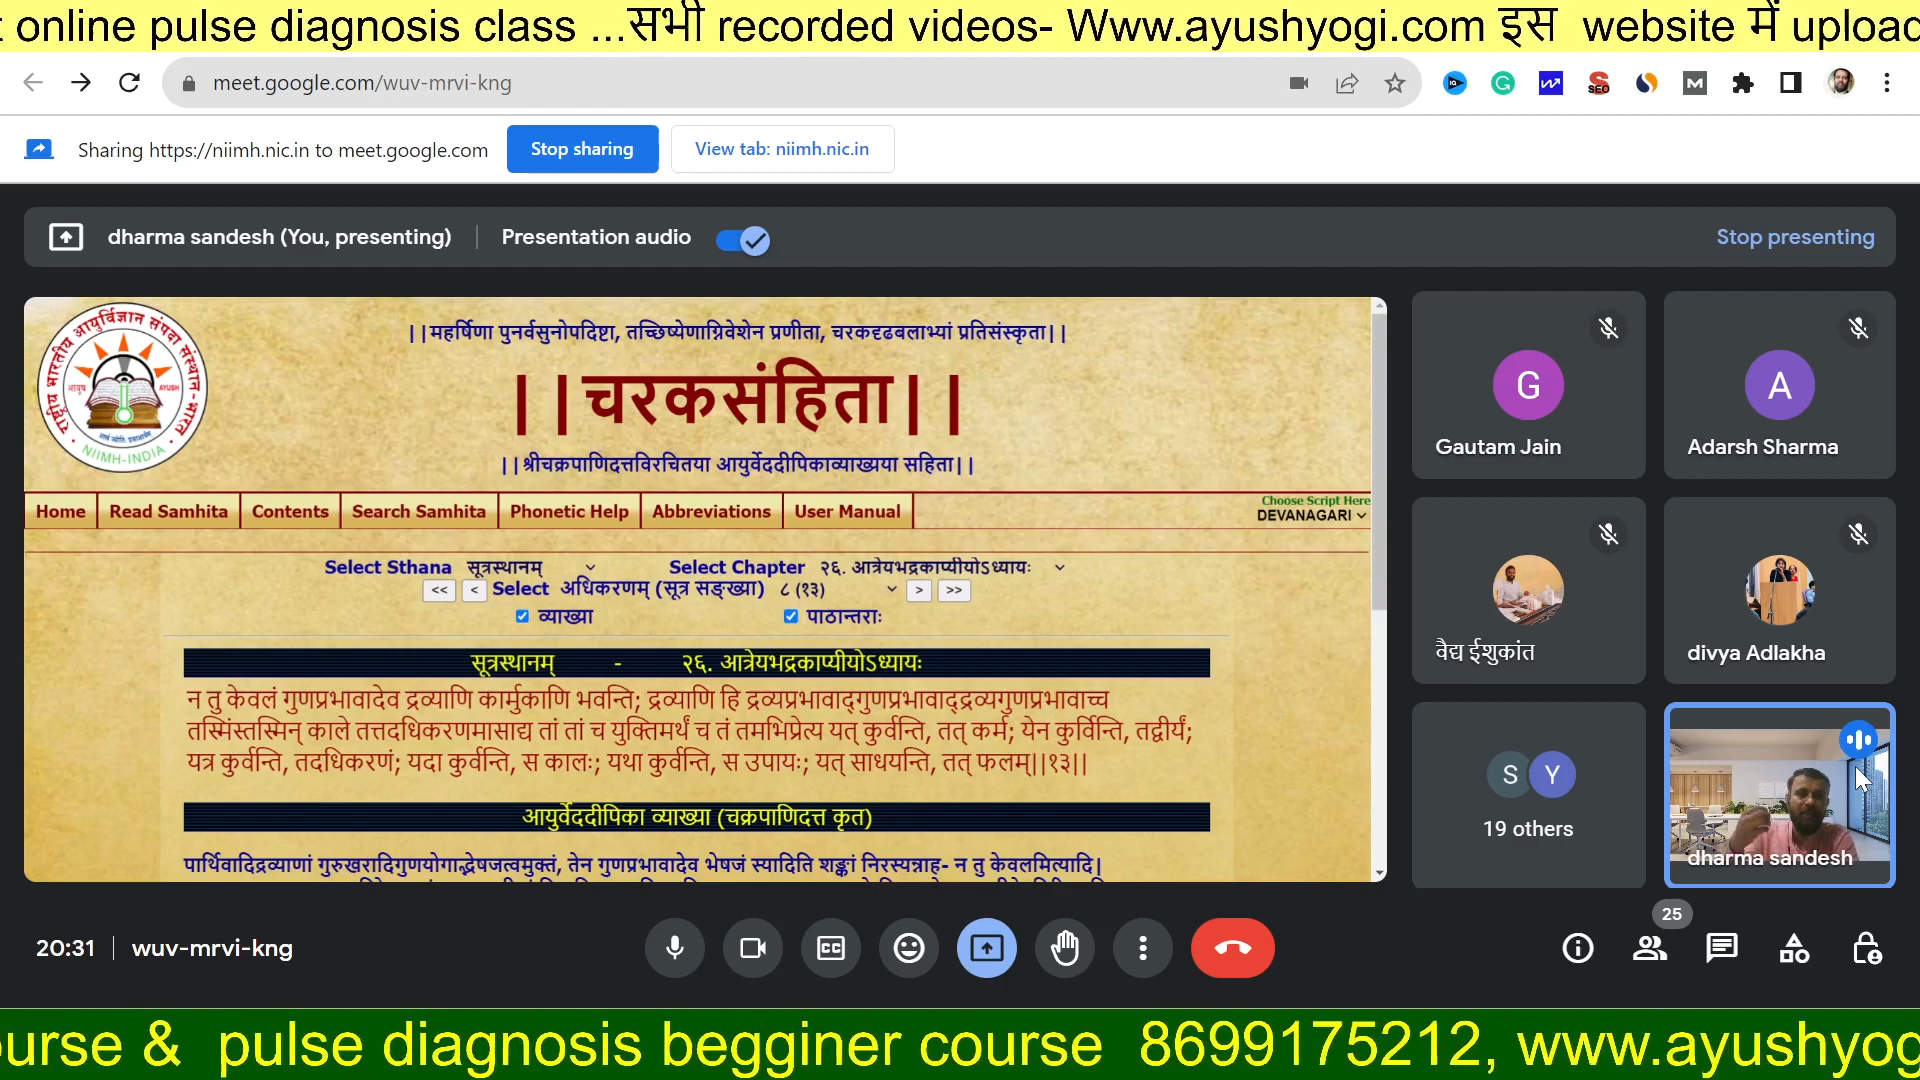 online pulse diagnosis class ...सभी recorded videos- Www.ayushyogi.com इस website में upload
meet.google.com/wuv-mrvi-kng
Sharing https://niimh.nic.in to meet.google.com
Stop sharing
View tab: niimh.nic.in
dharma sandesh (You, presenting)
Presentation audio
Stop presenting
||महर्षिणा पुनर्वसुनोपदिष्टा, तच्छिष्येणाग्निवेशेन प्रणीता, चरकदृढबलाभ्यां प्रतिसंस्कृता||
||चरकसंहिता||
||श्रीचक्रपाणिदत्तविरचितया आयुर्वेददीपिकाव्याख्यया सहिता||
राष्ट्रीय भारतीय आयुर्विज्ञान संपदा संस्थान-भारत
आयुष
AYUSH
NIIMH-INDIA
Home
Read Samhita
Contents
Search Samhita
Phonetic Help
Abbreviations
User Manual
Choose Script Here
DEVANAGARI
Select Sthana सूत्रस्थानम्
Select Chapter २६. आत्रेयभद्रकाप्यीयोऽध्यायः
<< < Select अधिकरणम् (सूत्र सङ्ख्या) ८ (१३) > >>
व्याख्या
पाठान्तराः
सूत्रस्थानम् - २६. आत्रेयभद्रकाप्यीयोऽध्यायः
न तु केवलं गुणप्रभावादेव द्रव्याणि कार्मुकाणि भवन्ति; द्रव्याणि हि द्रव्यप्रभावाद्गुणप्रभावाद्द्रव्यगुणप्रभावाच्च
तस्मिंस्तस्मिन् काले तत्तदधिकरणमासाद्य तां तां च युक्तिमर्थं च तं तमभिप्रेत्य यत् कुर्वन्ति, तत् कर्म; येन कुर्वन्ति, तद्वीर्यं;
यत्र कुर्वन्ति, तदधिकरणं; यदा कुर्वन्ति, स कालः; यथा कुर्वन्ति, स उपायः; यत् साधयन्ति, तत् फलम्||१३||
आयुर्वेददीपिका व्याख्या (चक्रपाणिदत्त कृत)
पार्थिवादिद्रव्याणां गुरुखरादिगुणयोगाद्भेषजत्वमुक्तं, तेन गुणप्रभावादेव भेषजं स्यादिति शङ्कां निरस्यन्नाह- न तु केवलमित्यादि|
G
Gautam Jain
A
Adarsh Sharma
वैद्य ईशुकांत
divya Adlakha
S Y
19 others
dharma sandesh
25
20:31
wuv-mrvi-kng
CC
ourse & pulse diagnosis begginer course 8699175212, www.ayushyog